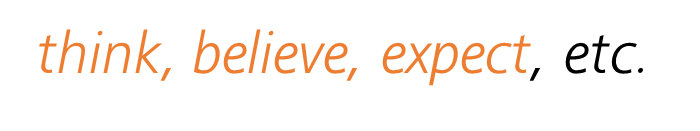 think, believe, expect, etc.